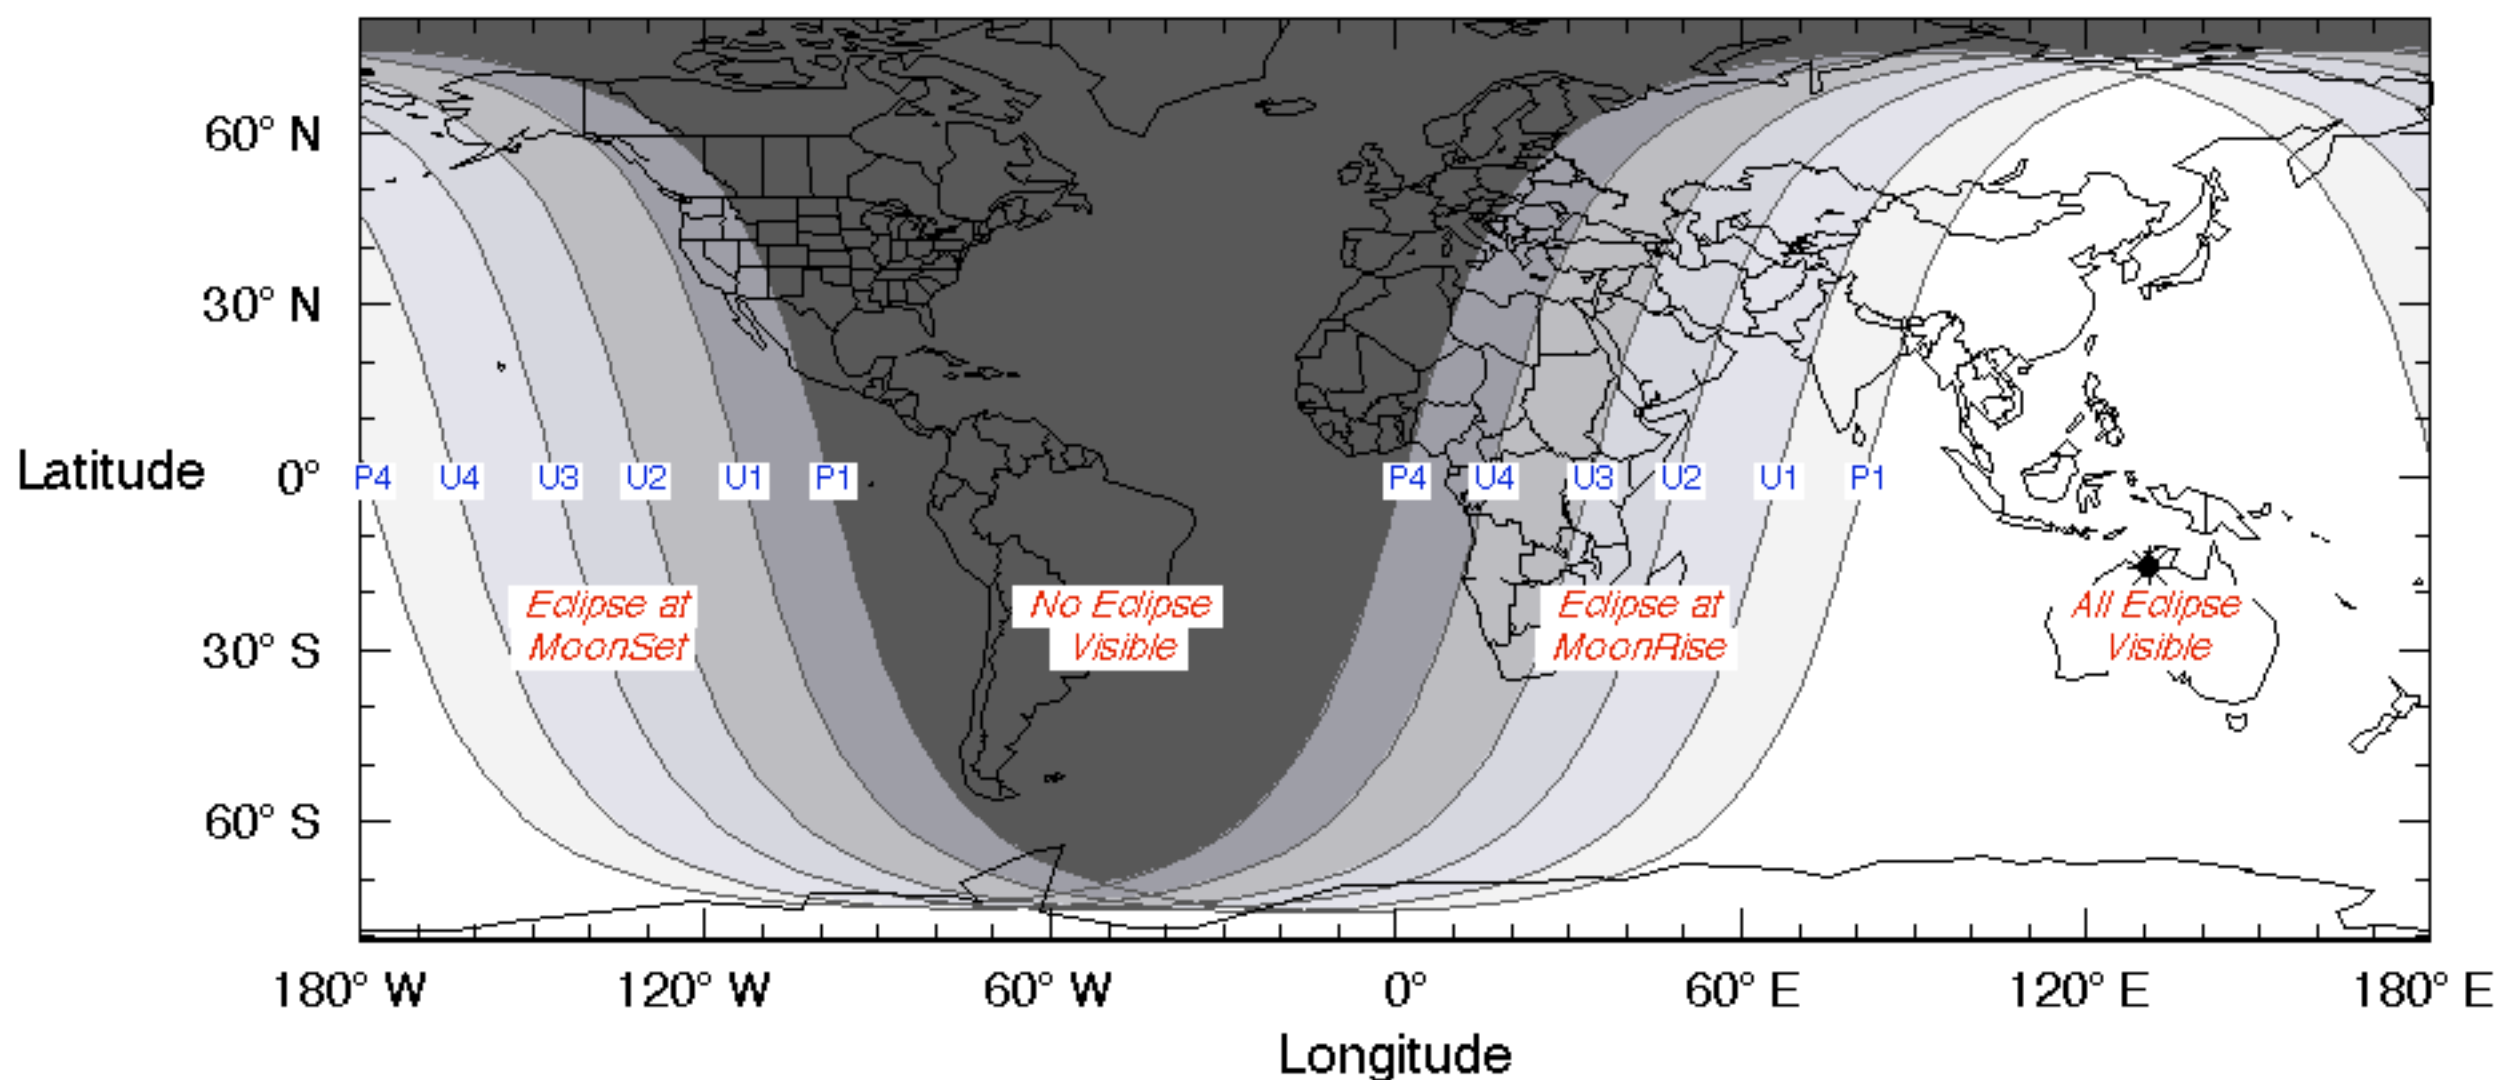 60° N
30° N
Latitude 0°
P4 U4 U3 U2 U1 P1 P4 U4 U3 U2 U1 P1
Eclipse at
MoonSet
No Eclipse
Visible
Eclipse at
MoonRise
All Eclipse
Visible
30° S
60° S
180° W 120° W 60° W 0° 60° E 120° E 180° E
Longitude